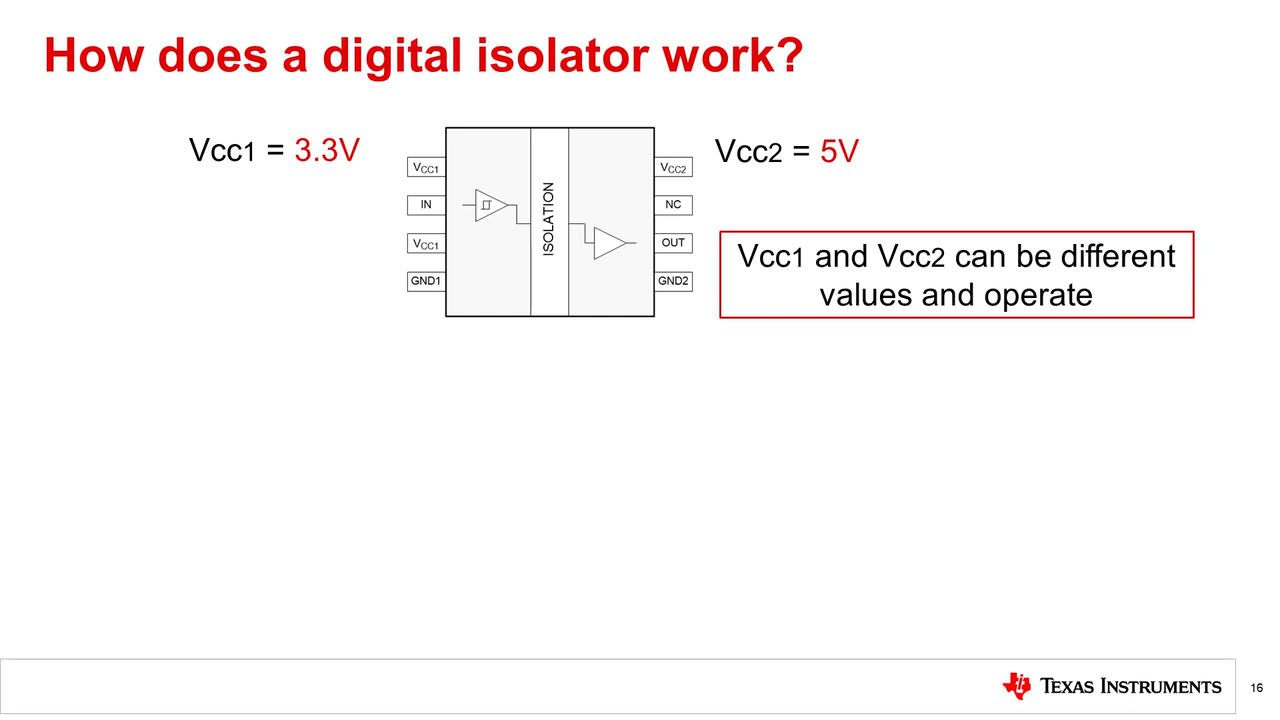 How does a digital isolator work?
Vcc1 = 3.3V
Vcc2 = 5V
VCC1
IN
VCC1
GND1
ISOLATION
VCC2
NC
OUT
GND2
Vcc1 and Vcc2 can be different
values and operate
TEXAS INSTRUMENTS
16